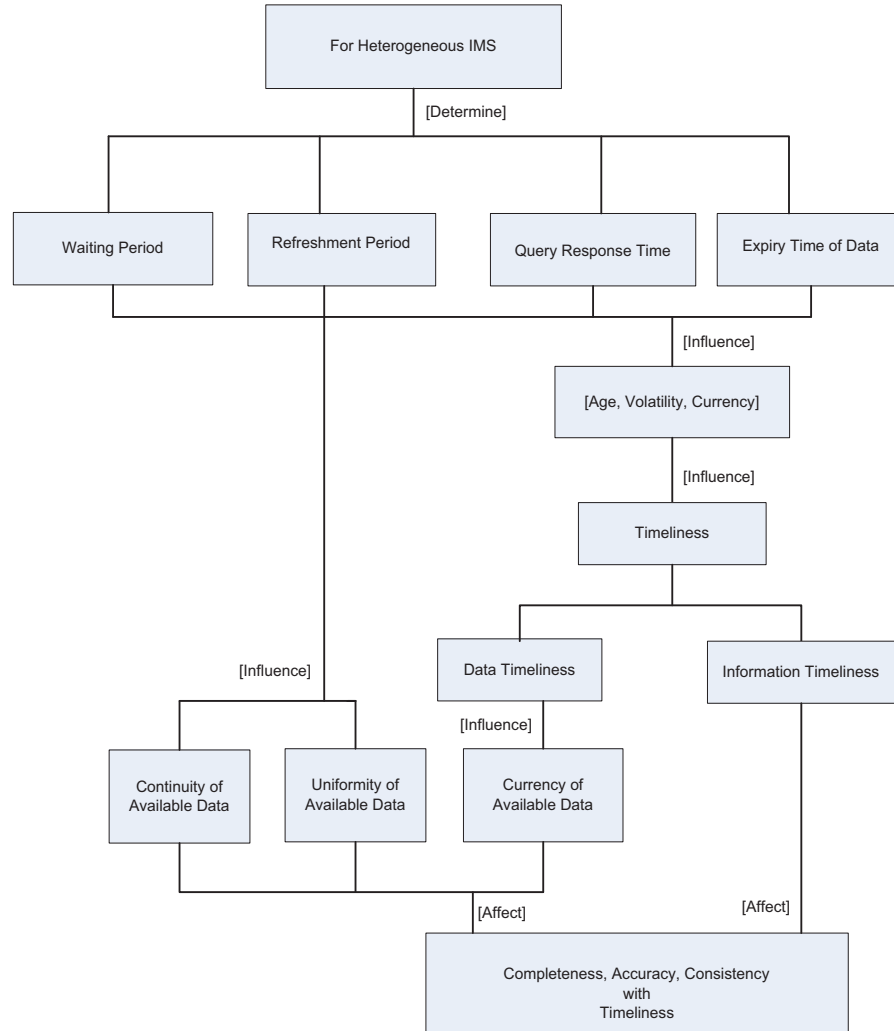 For Heterogeneous IMS
[Determine]
Waiting Period
Refreshment Period
Query Response Time
Expiry Time of Data
[Influence]
[Age, Volatility, Currency]
[Influence]
Timeliness
[Influence]
Data Timeliness
Information Timeliness
[Influence]
Continuity of
Available Data
Uniformity of
Available Data
Currency of
Available Data
[Affect]
[Affect]
Completeness, Accuracy, Consistency
with
Timeliness